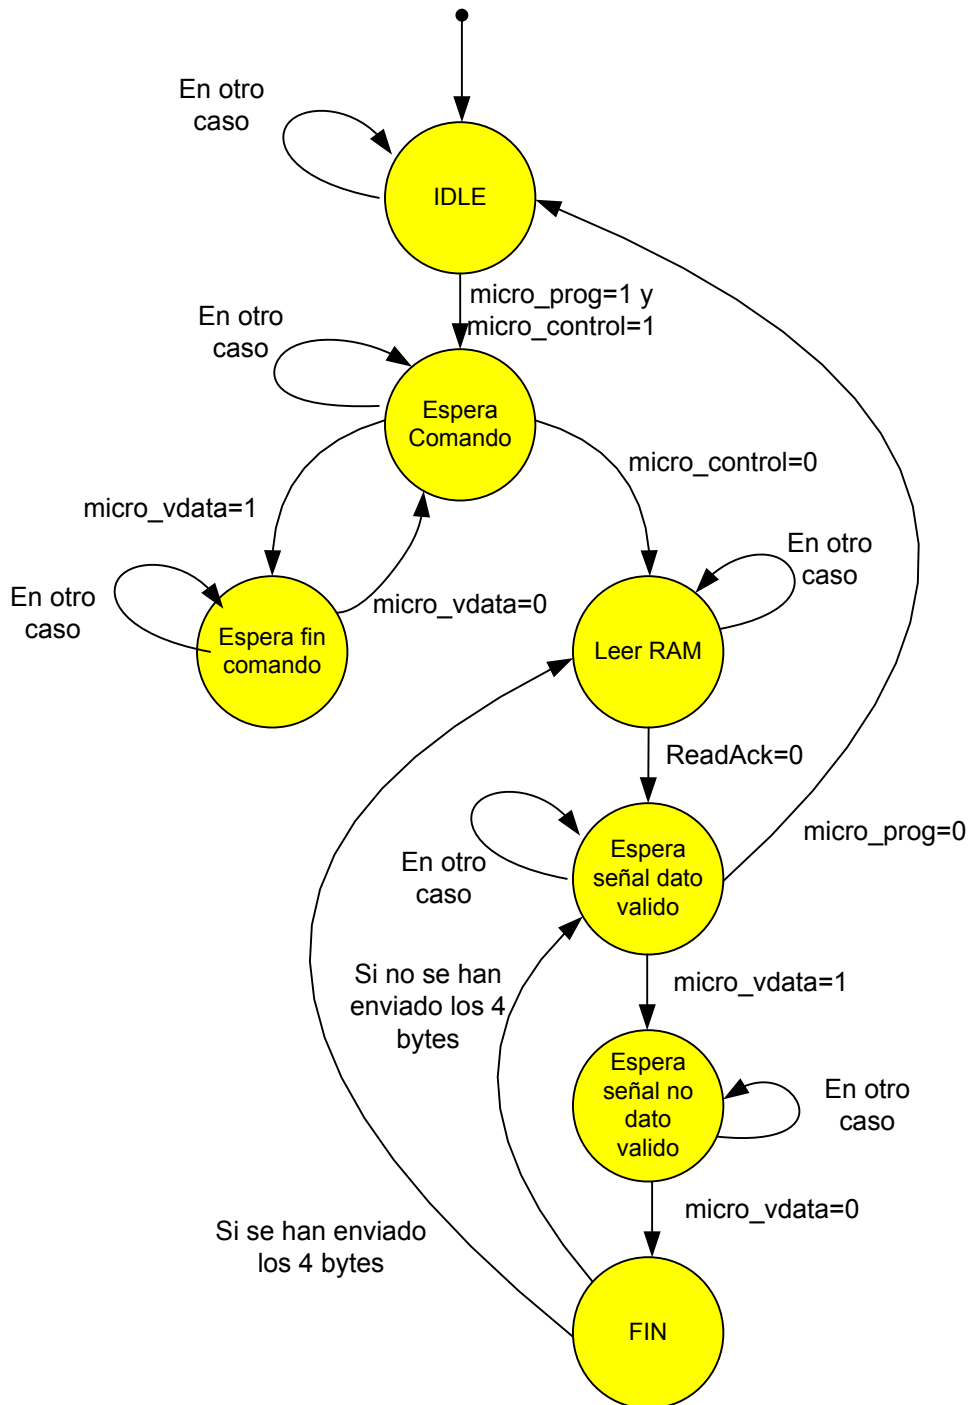 En otro
caso
IDLE
micro_prog=1 y
micro_control=1
En otro
caso
Espera
Comando
micro_control=0
micro_vdata=1
En otro
caso
En otro
caso
micro_vdata=0
Espera fin
comando
Leer RAM
ReadAck=0
micro_prog=0
Espera
señal dato
valido
En otro
caso
Si no se han
enviado los 4
bytes
micro_vdata=1
Espera
señal no
dato
valido
En otro
caso
micro_vdata=0
Si se han enviado
los 4 bytes
FIN